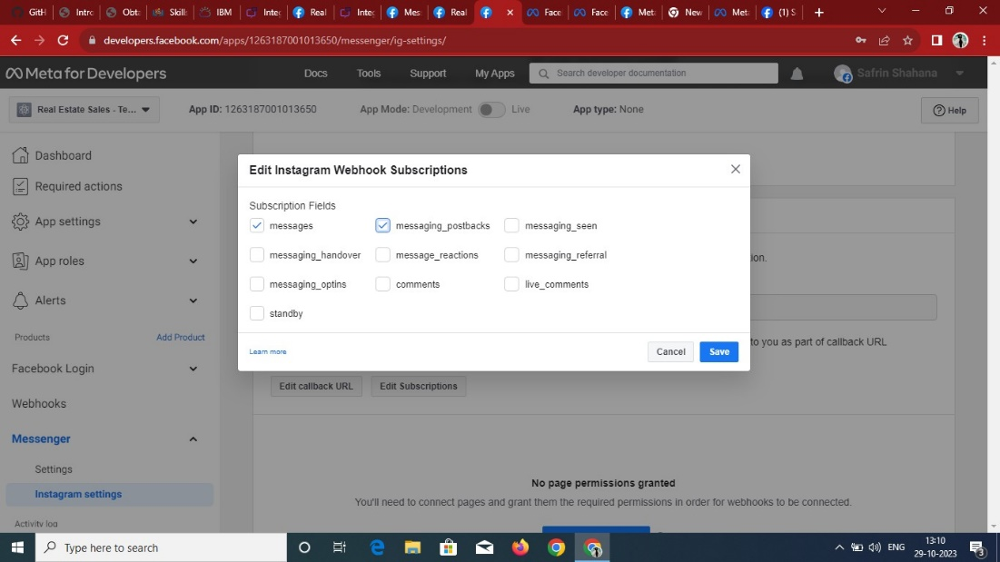 GitH
Intro
Obta
Skills
IBM
Integ
Real
Integ
Mess
Real
Face
Face
Meta
New
Meta
(1) S
developers.facebook.com/apps/1263187001013650/messenger/ig-settings/
Meta for Developers
Docs
Tools
Support
My Apps
Search developer documentation
Safrin Shahana
Real Estate Sales - Te...
App ID: 1263187001013650
App Mode: Development
Live
App type: None
Help
Dashboard
Required actions
App settings
App roles
Alerts
Products
Add Product
Facebook Login
Webhooks
Messenger
Settings
Instagram settings
Activity log
Edit Instagram Webhook Subscriptions
Subscription Fields
messages
messaging_postbacks
messaging_seen
messaging_handover
message_reactions
messaging_referral
messaging_optins
comments
live_comments
standby
Learn more
Cancel
Save
ion.
to you as part of callback URL
Edit callback URL
Edit Subscriptions
No page permissions granted
You'll need to connect pages and grant them the required permissions in order for webhooks to be connected.
Type here to search
ENG
13:10
29-10-2023
3